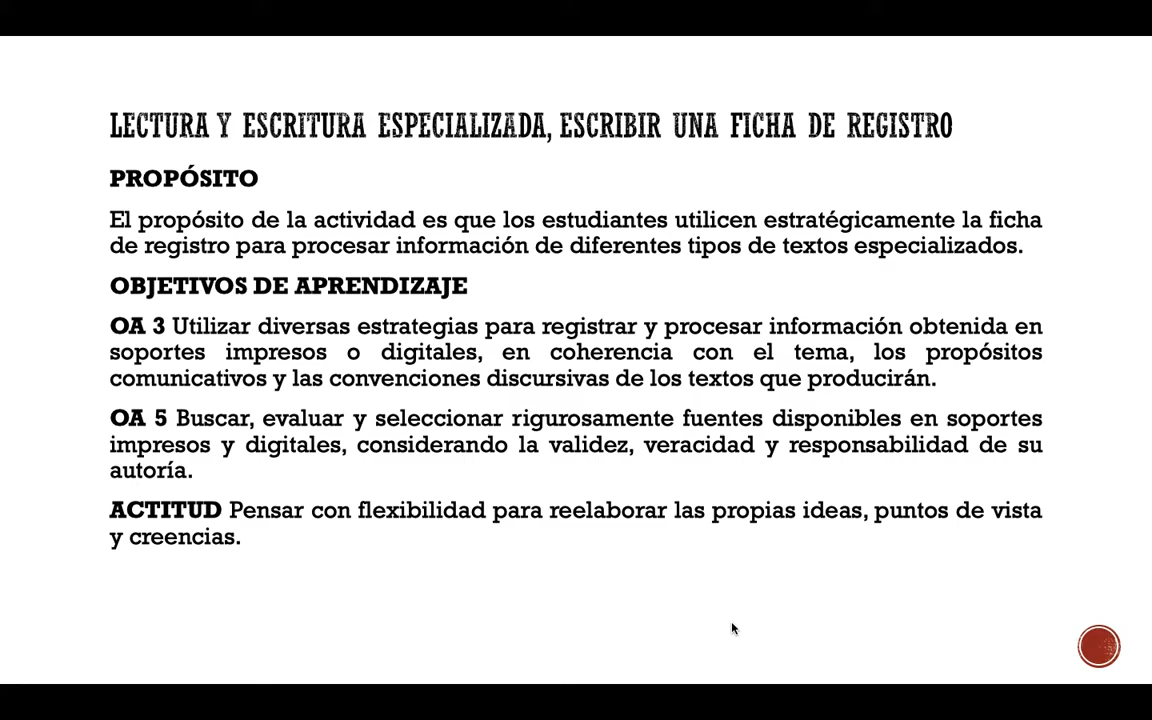 LECTURA Y ESCRITURA ESPECIALIZADA, ESCRIBIR UNA FICHA DE REGISTRO
PROPÓSITO
El propósito de la actividad es que los estudiantes utilicen estratégicamente la ficha
de registro para procesar información de diferentes tipos de textos especializados.
OBJETIVOS DE APRENDIZAJE
OA 3 Utilizar diversas estrategias para registrar y procesar información obtenida en
soportes impresos o digitales, en coherencia con el tema, los propósitos
comunicativos y las convenciones discursivas de los textos que producirán.
OA 5 Buscar, evaluar y seleccionar rigurosamente fuentes disponibles en soportes
impresos y digitales, considerando la validez, veracidad y responsabilidad de su
autoría.
ACTITUD Pensar con flexibilidad para reelaborar las propias ideas, puntos de vista
y creencias.